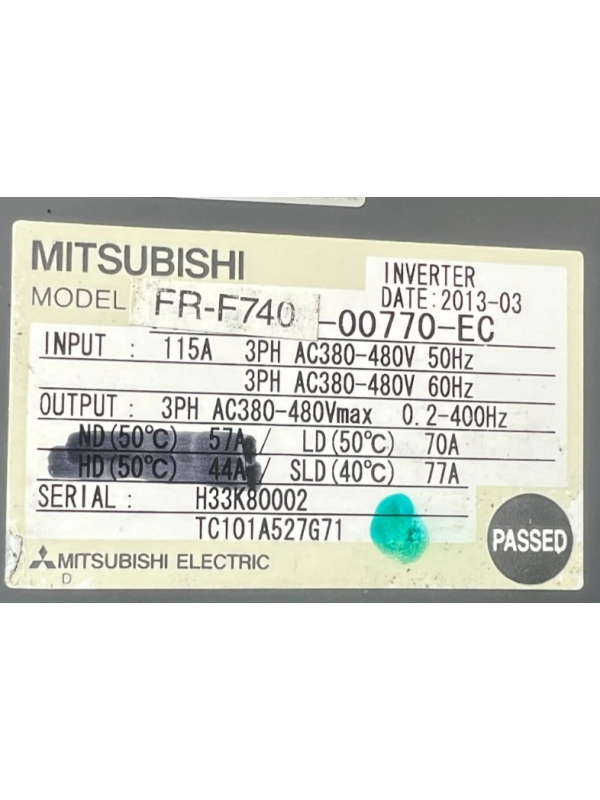 MITSUBISHI
INVERTER
DATE:2013-03
MODEL FR-F740 -00770-EC
INPUT : 115A 3PH AC380-480V 50Hz
3PH AC380-480V 60Hz
OUTPUT : 3PH AC380-480Vmax 0.2-400Hz
ND(50℃) 57A / LD(50℃) 70A
HD(50℃) 44A / SLD(40℃) 77A
SERIAL : H33K80002
TC101A527G71
PASSED
MITSUBISHI ELECTRIC
D